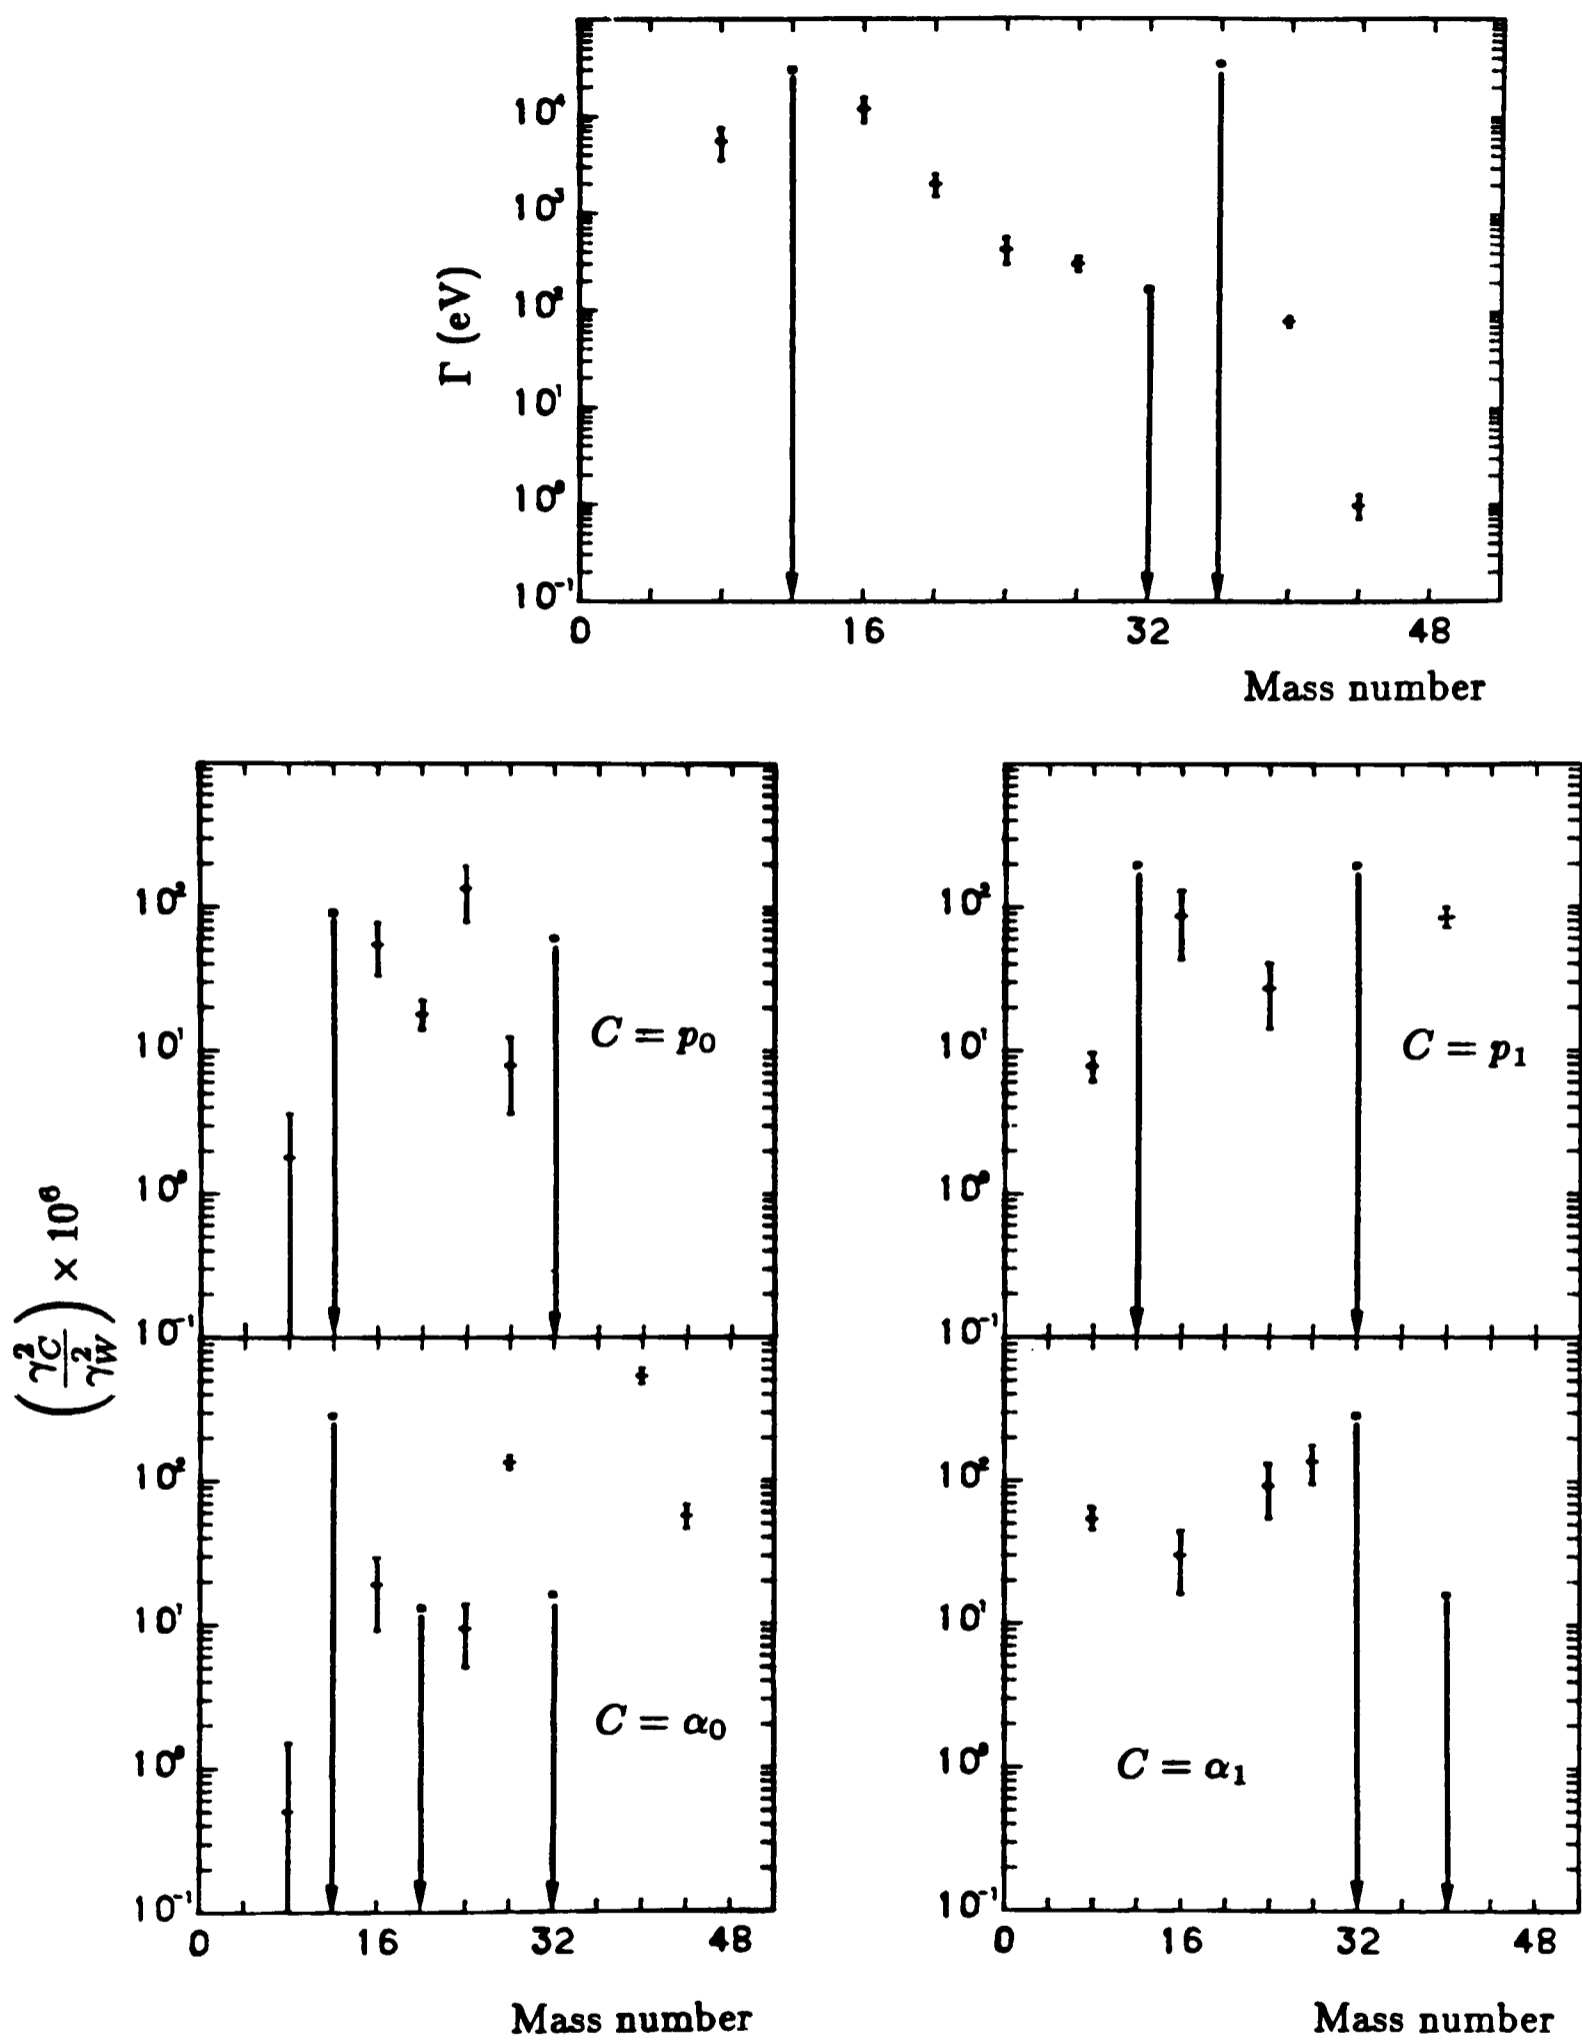 Γ (eV)
10⁴
10³
10²
10¹
10⁰
10⁻¹
0 16 32 48
Mass number
(γ²_C / γ²_W) × 10⁶
10²
10¹
10⁰
10⁻¹
C = p₀
10²
10¹
10⁰
10⁻¹
C = p₁
10²
10¹
10⁰
10⁻¹
C = α₀
0 16 32 48
Mass number
10²
10¹
10⁰
10⁻¹
C = α₁
0 16 32 48
Mass number